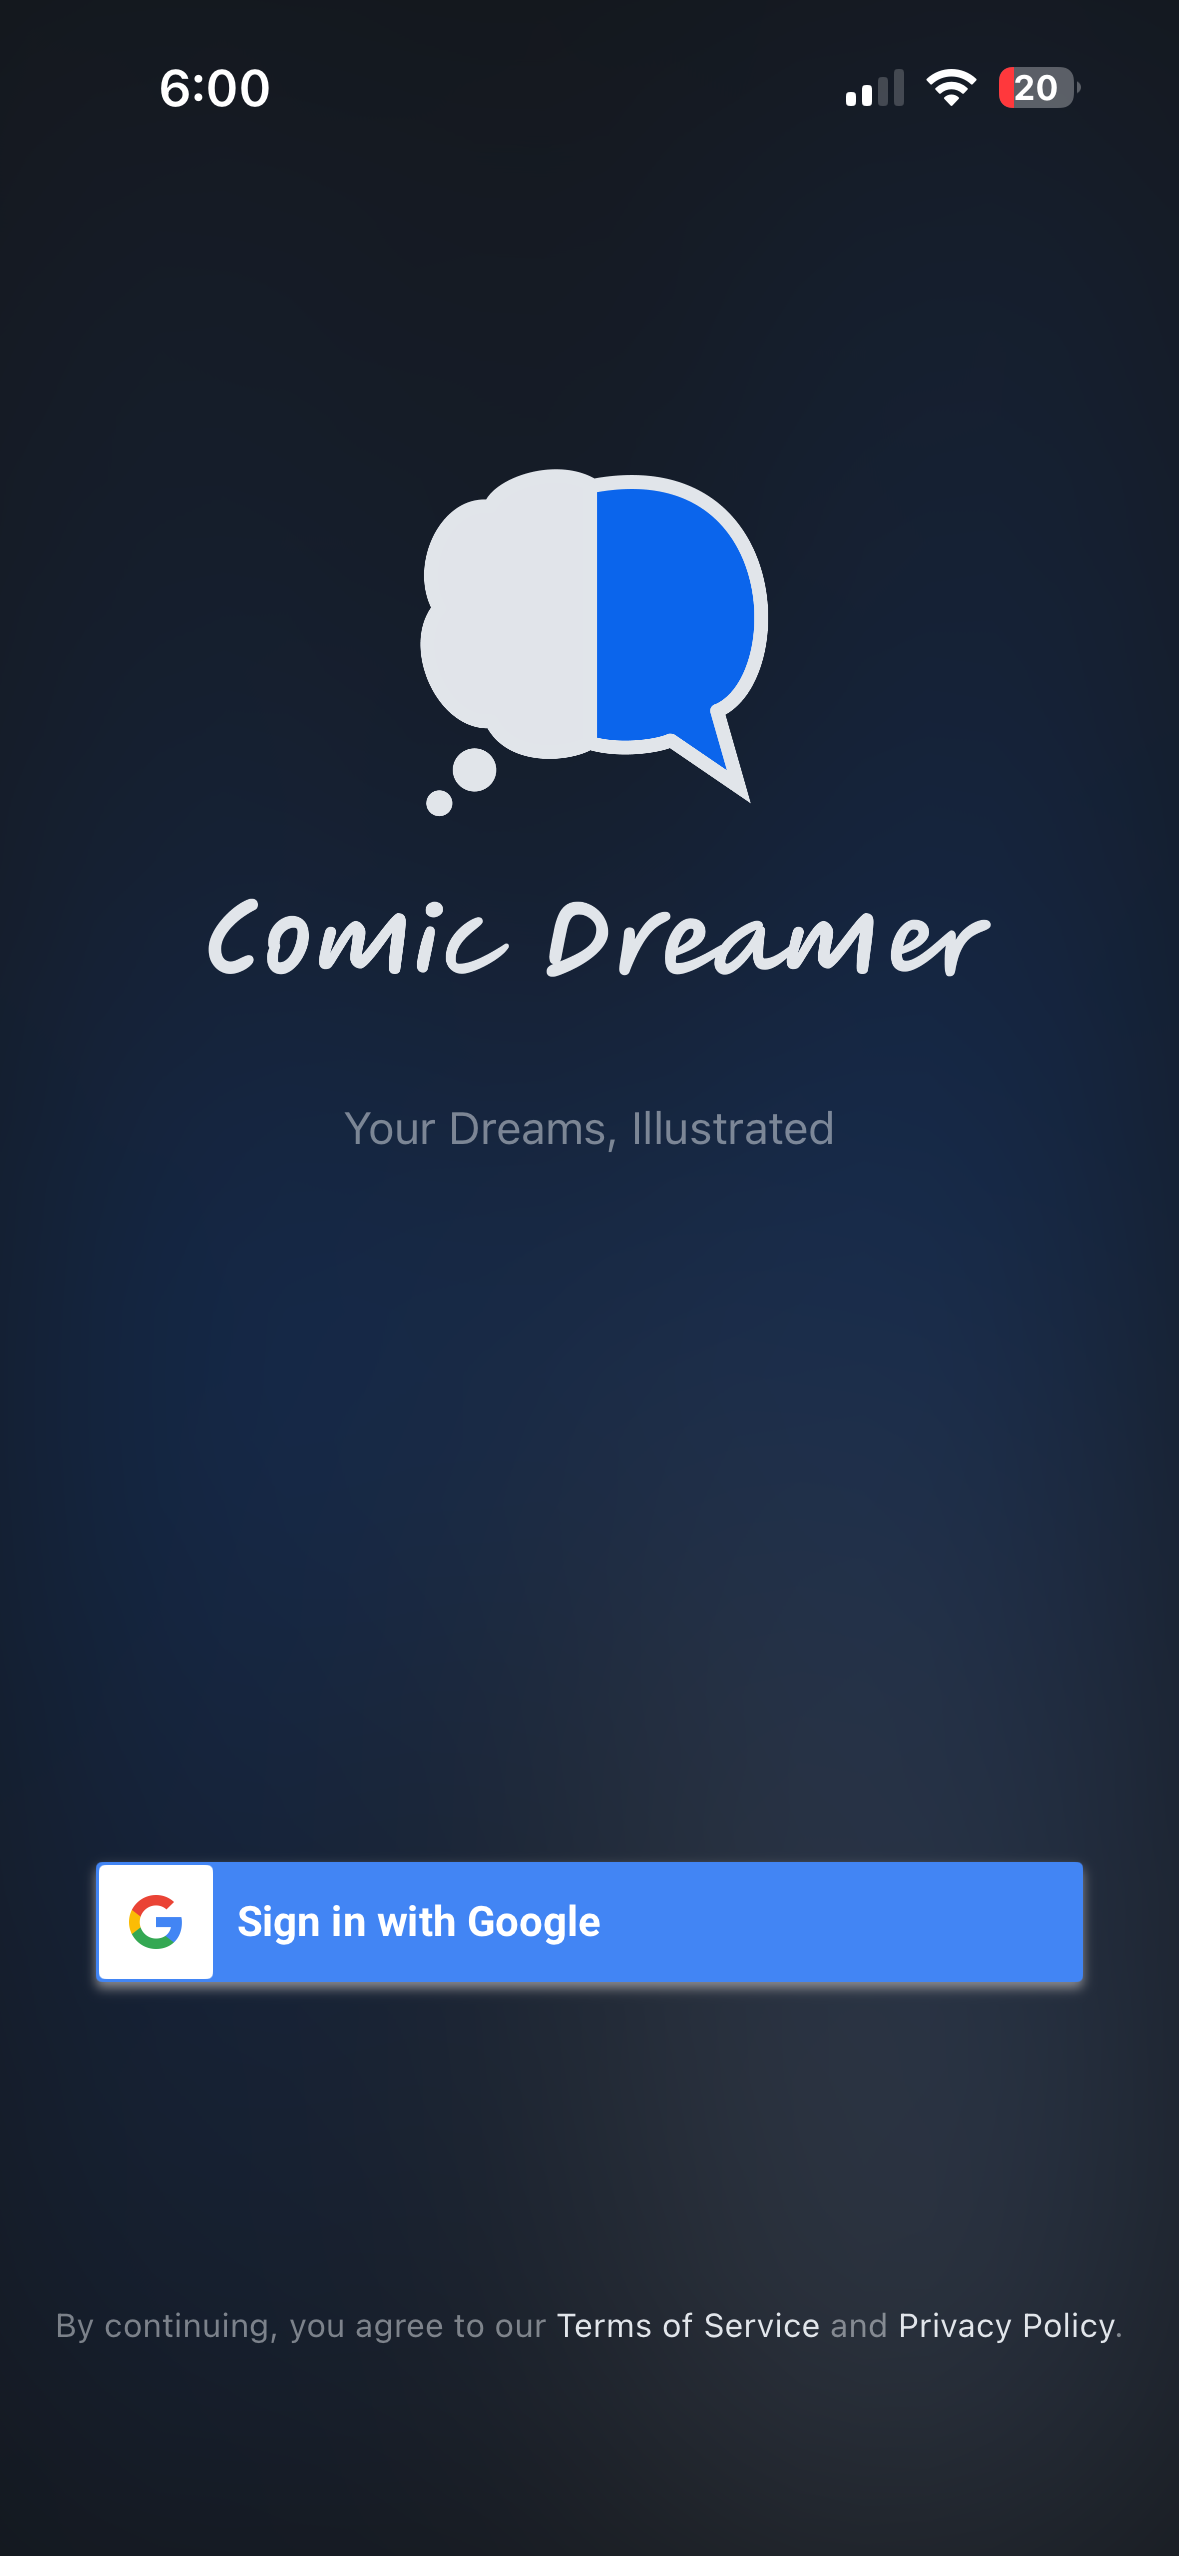 6:00
20
Comic Dreamer
Your Dreams, Illustrated
Sign in with Google
By continuing, you agree to our Terms of Service and Privacy Policy.